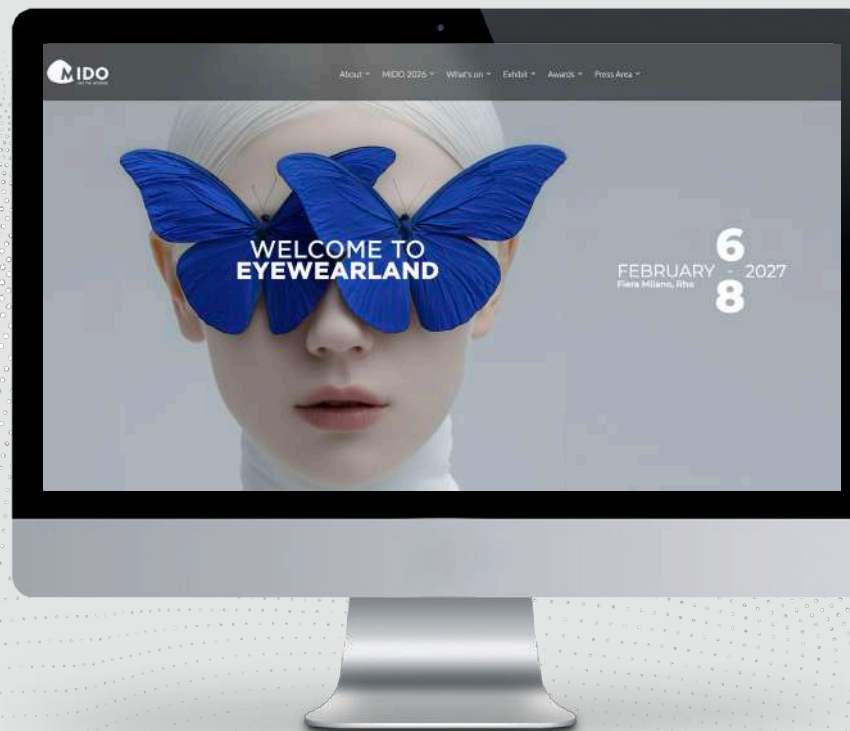 MIDO
About
MIDO 2026
What's on
Exhibit
Awards
Press Area
WELCOME TO
EYEWEARLAND
6
FEBRUARY - 2027
Fiera Milano, Rho
8